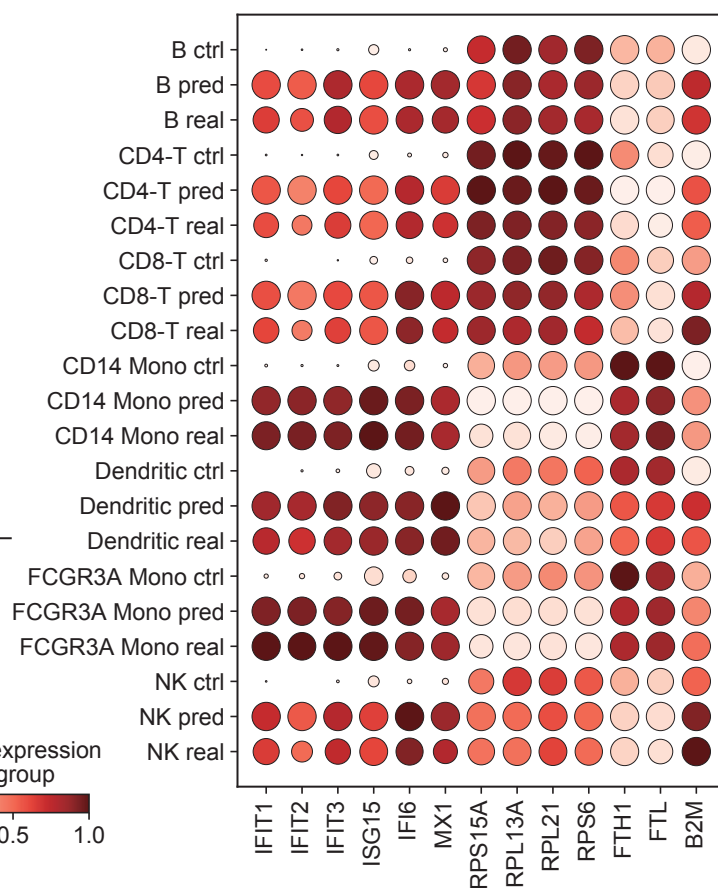 B ctrl
B pred
B real
CD4-T ctrl
CD4-T pred
CD4-T real
CD8-T ctrl
CD8-T pred
CD8-T real
CD14 Mono ctrl
CD14 Mono pred
CD14 Mono real
Dendritic ctrl
Dendritic pred
Dendritic real
FCGR3A Mono ctrl
FCGR3A Mono pred
FCGR3A Mono real
NK ctrl
NK pred
NK real
expression
group
0.5 1.0
IFIT1
IFIT2
IFIT3
ISG15
IFI6
MX1
RPS15A
RPL13A
RPL21
RPS6
FTH1
FTL
B2M